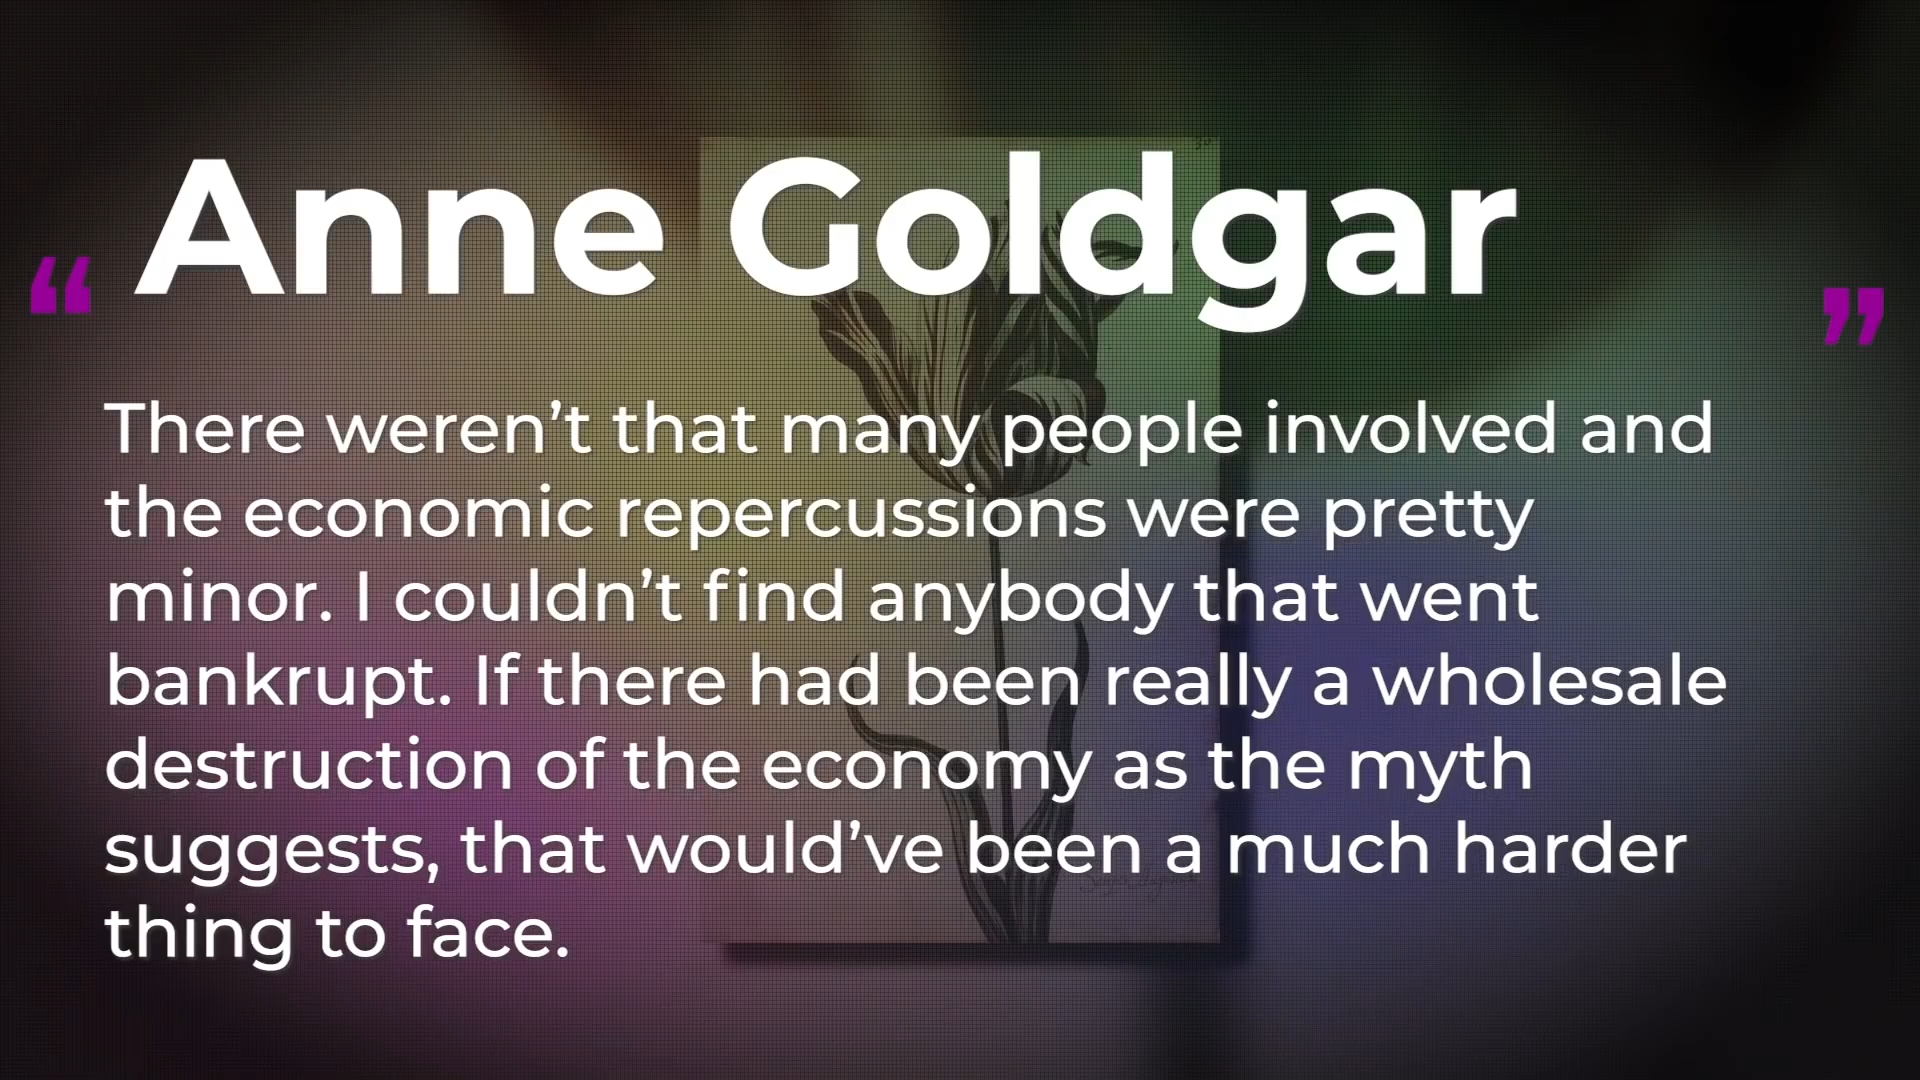 Anne Goldgar
“ ”
There weren’t that many people involved and
the economic repercussions were pretty
minor. I couldn’t find anybody that went
bankrupt. If there had been really a wholesale
destruction of the economy as the myth
suggests, that would’ve been a much harder
thing to face.